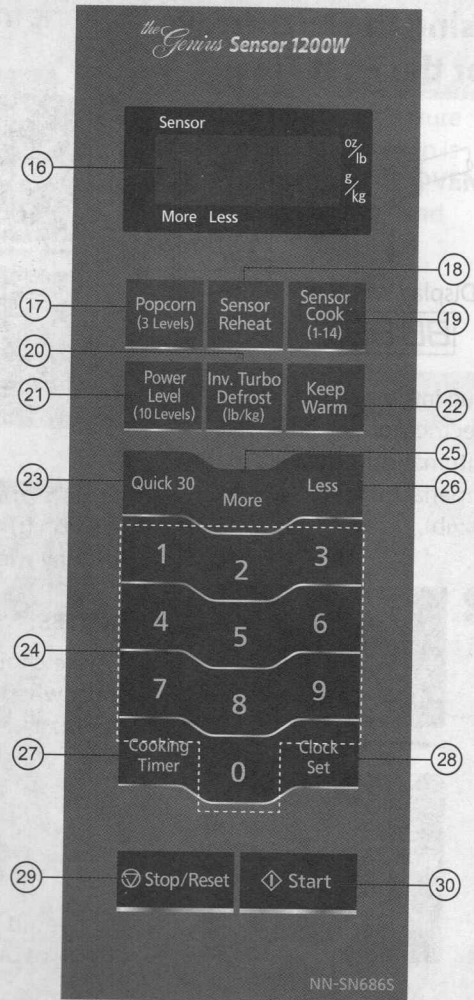 the Genius Sensor 1200W
Sensor
oz/lb
16
g/kg
More Less
18
17 Popcorn (3 Levels)
Sensor Reheat
Sensor Cook (1-14)
19
20
21
Power Level (10 Levels)
Inv. Turbo Defrost (lb/kg)
Keep Warm
22
25
23
Quick 30
More
Less
26
1
2
3
4
5
6
24
7
8
9
27
Cooking Timer
0
Clock Set
28
29
Stop/Reset
Start
30
NN-SN686S